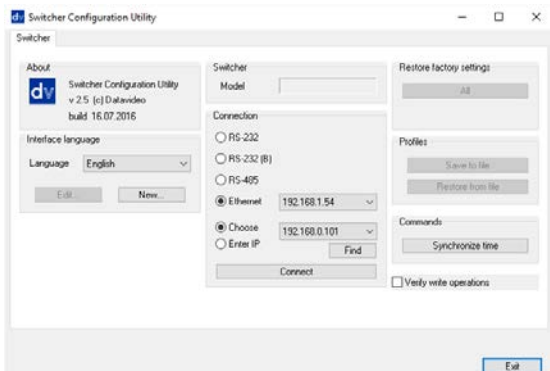 dv Switcher Configuration Utility
Switcher
About
dv
Switcher Configuration Utility
v 2.5 (c) Datavideo
build 16.07.2016
Interface language
Language English
Edit... New...
Switcher
Model
Connection
RS-232
RS-232 (B)
RS-485
Ethernet 192.168.1.54
Choose 192.168.0.101
Enter IP
Find
Connect
Restore factory settings
All
Profiles
Save to file
Restore from file
Commands
Synchronize time
Verify write operations
Exit